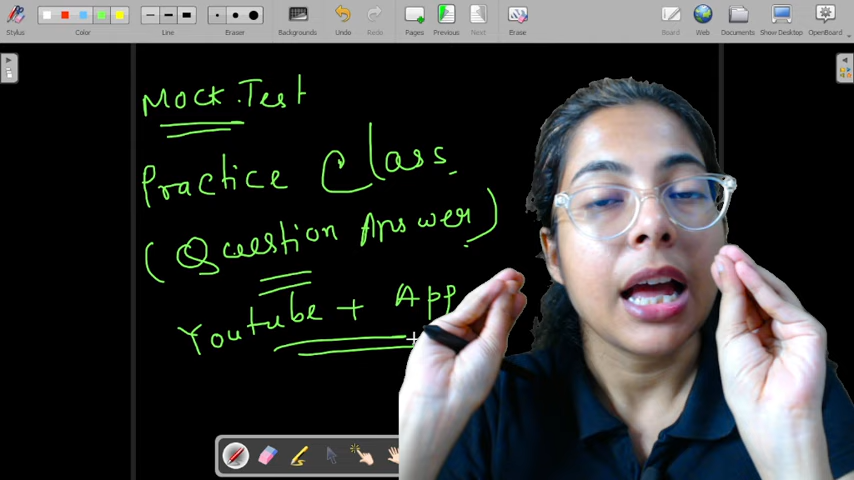 Stylus
Color
Line
Eraser
Backgrounds
Undo
Redo
Pages
Previous
Next
Erase
Board
Web
Documents
Show Desktop
OpenBoard
Mock.Test
Practice Class.
(Question Answer)
Youtube + App